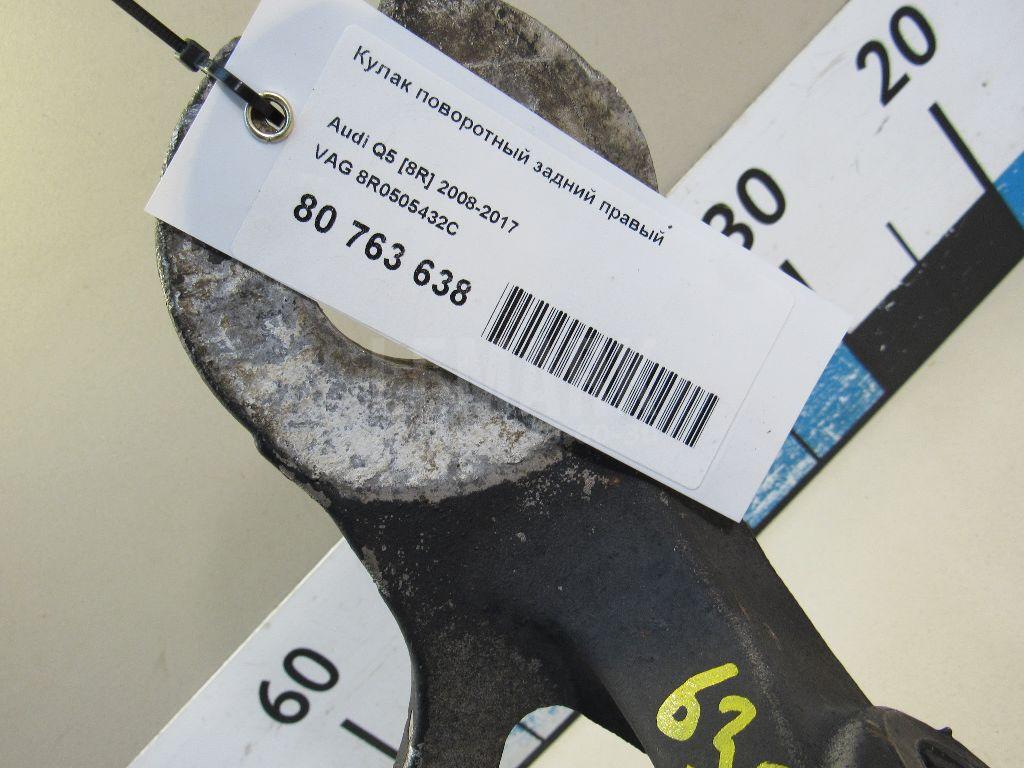 Кулак поворотный задний правый
Audi Q5 [8R] 2008-2017
VAG 8R0505432C
80 763 638
20
30
60